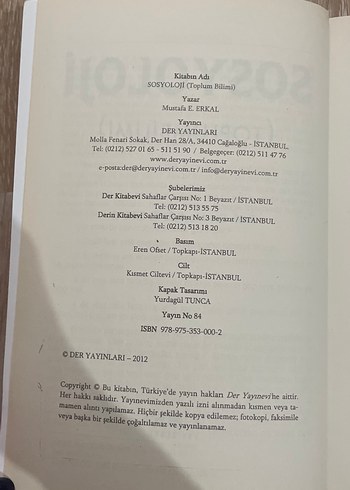 SOSYOLOJİ
Kitabın Adı
SOSYOLOJİ (Toplum Bilimi)
Yazar
Mustafa E. ERKAL
Yayıncı
DER YAYINLARI
Molla Fenari Sokak, Der Han 28/A, 34410 Cağaloğlu - İSTANBUL,
Tel: (0212) 527 01 65 - 511 51 90 / Belgegeçer: (0212) 511 47 76
www.deryayinevi.com.tr
e-posta:der@deryayinevi.com.tr / info@deryayinevi.com.tr
Şubelerimiz
Der Kitabevi Sahaflar Çarşısı No: 1 Beyazıt / İSTANBUL
Tel: (0212) 513 55 75
Derin Kitabevi Sahaflar Çarşısı No: 3 Beyazıt / İSTANBUL
Tel: (0212) 513 18 20
Basım
Eren Ofset / Topkapı-İSTANBUL
Cilt
Kısmet Ciltevi / Topkapı-İSTANBUL
Kapak Tasarımı
Yurdagül TUNCA
Yayın No 84
ISBN 978-975-353-000-2
© DER YAYINLARI – 2012
Copyright © Bu kitabın, Türkiye'de yayın hakları Der Yayınevi'ne aittir.
Her hakkı saklıdır. Yayınevimizden yazılı izni alınmadan kısmen veya ta-
mamen alıntı yapılamaz. Hiçbir şekilde kopya edilemez; fotokopi, faksimile
veya başka bir şekilde çoğaltılamaz ve yayınlanamaz.